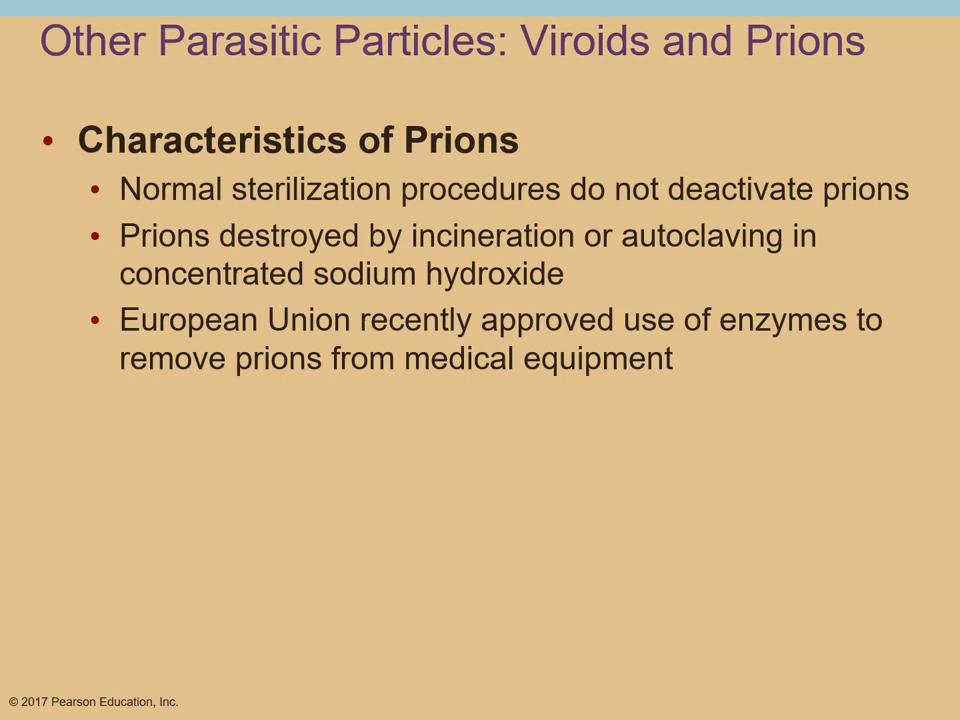 Other Parasitic Particles: Viroids and Prions
• Characteristics of Prions
• Normal sterilization procedures do not deactivate prions
• Prions destroyed by incineration or autoclaving in
concentrated sodium hydroxide
• European Union recently approved use of enzymes to
remove prions from medical equipment
© 2017 Pearson Education, Inc.